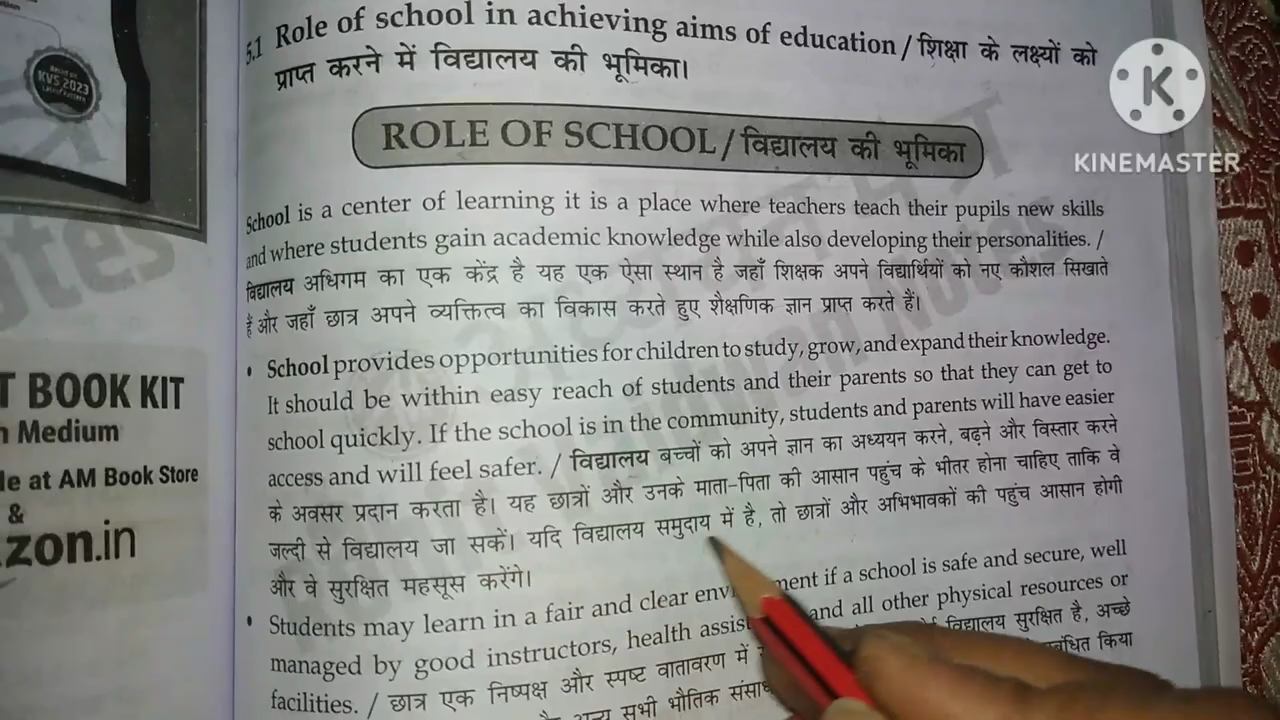 BASED ON
KVS 2023
T BOOK KIT
Medium
le at AM Book Store
&
zon.in
5.1 Role of school in achieving aims of education / शिक्षा के लक्ष्यों को
प्राप्त करने में विद्यालय की भूमिका।
ROLE OF SCHOOL / विद्यालय की भूमिका
School is a center of learning it is a place where teachers teach their pupils new skills
and where students gain academic knowledge while also developing their personalities. /
विद्यालय अधिगम का एक केंद्र है यह एक ऐसा स्थान है जहाँ शिक्षक अपने विद्यार्थियों को नए कौशल सिखाते
हैं और जहाँ छात्र अपने व्यक्तित्व का विकास करते हुए शैक्षणिक ज्ञान प्राप्त करते हैं।
• School provides opportunities for children to study, grow, and expand their knowledge.
It should be within easy reach of students and their parents so that they can get to
school quickly. If the school is in the community, students and parents will have easier
access and will feel safer. / विद्यालय बच्चों को अपने ज्ञान का अध्ययन करने, बढ़ने और विस्तार करने
के अवसर प्रदान करता है। यह छात्रों और उनके माता-पिता की आसान पहुंच के भीतर होना चाहिए ताकि वे
जल्दी से विद्यालय जा सकें। यदि विद्यालय समुदाय में है, तो छात्रों और अभिभावकों की पहुंच आसान होगी
और वे सुरक्षित महसूस करेंगे।
• Students may learn in a fair and clear ment if a school is safe and secure, well
managed by good instructors, health and all other physical resources or
facilities. / छात्र एक निष्पक्ष और स्पष्ट वातावरण में विद्यालय सुरक्षित है, अच्छे
सभी भौतिक किया
K
KINEMASTER